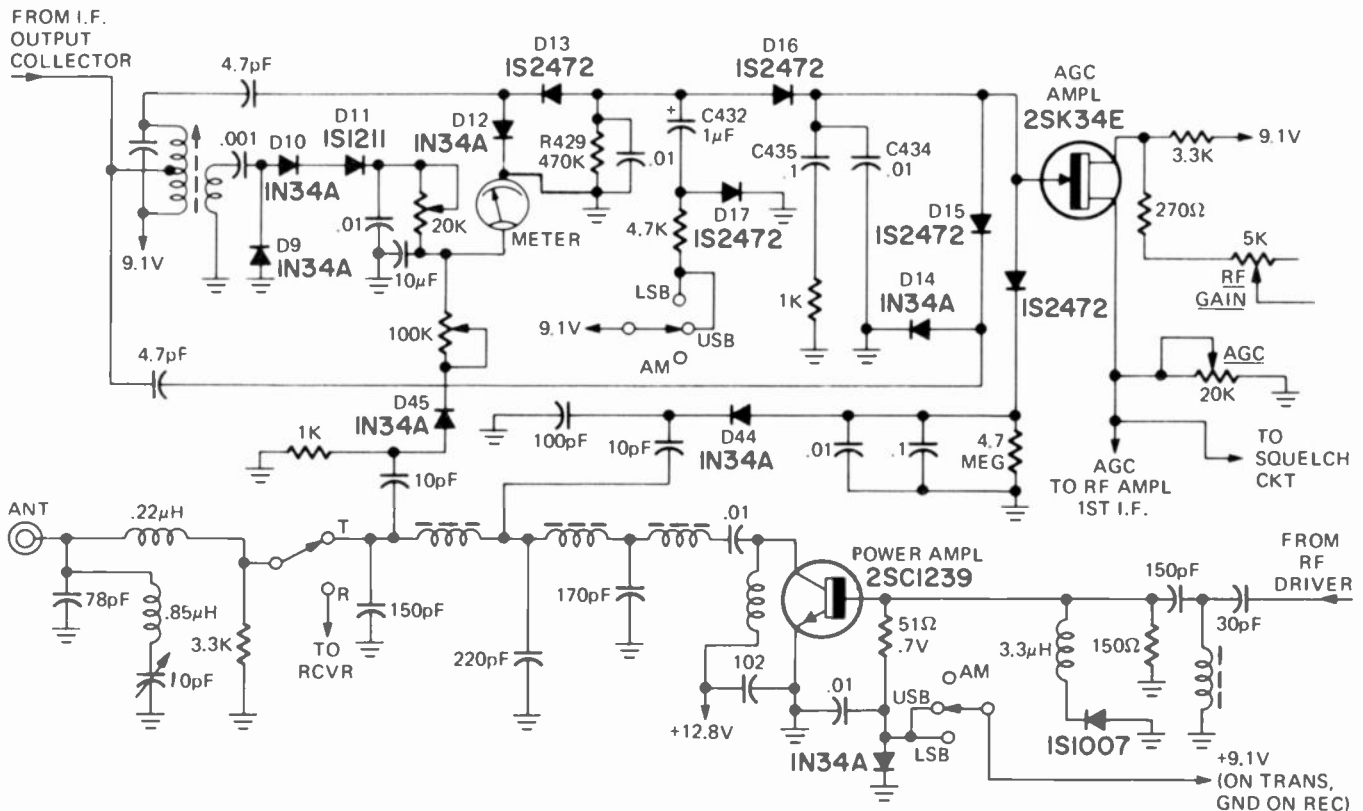 FROM I.F.
OUTPUT
COLLECTOR
4.7pF
D13
IS2472
D16
IS2472
AGC
AMPL
2SK34E
9.1V
3.3K
.001
D10
IN34A
D11
IS1211
D12
IN34A
R429
470K
.01
+
C432
1µF
C435
.1
C434
.01
270Ω
5K
RF
GAIN
9.1V
D9
IN34A
.01
10µF
20K
METER
4.7K
D17
IS2472
D15
IS2472
D14
IN34A
1K
IS2472
LSB
9.1V
USB
AM
100K
4.7pF
AGC
20K
D45
IN34A
1K
10pF
100pF
10pF
D44
IN34A
.01
.1
4.7
MEG
AGC
TO RF AMPL
1ST I.F.
TO
SQUELCH
CKT
ANT
.22µH
T
R
TO
RCVR
78pF
.85µH
10pF
3.3K
150pF
220pF
170pF
.01
POWER AMPL
2SC1239
FROM
RF
DRIVER
150pF
30pF
51Ω
.7V
3.3µH
150Ω
102
+12.8V
.01
AM
USB
LSB
IN34A
IS1007
+9.1V
(ON TRANS,
GND ON REC)